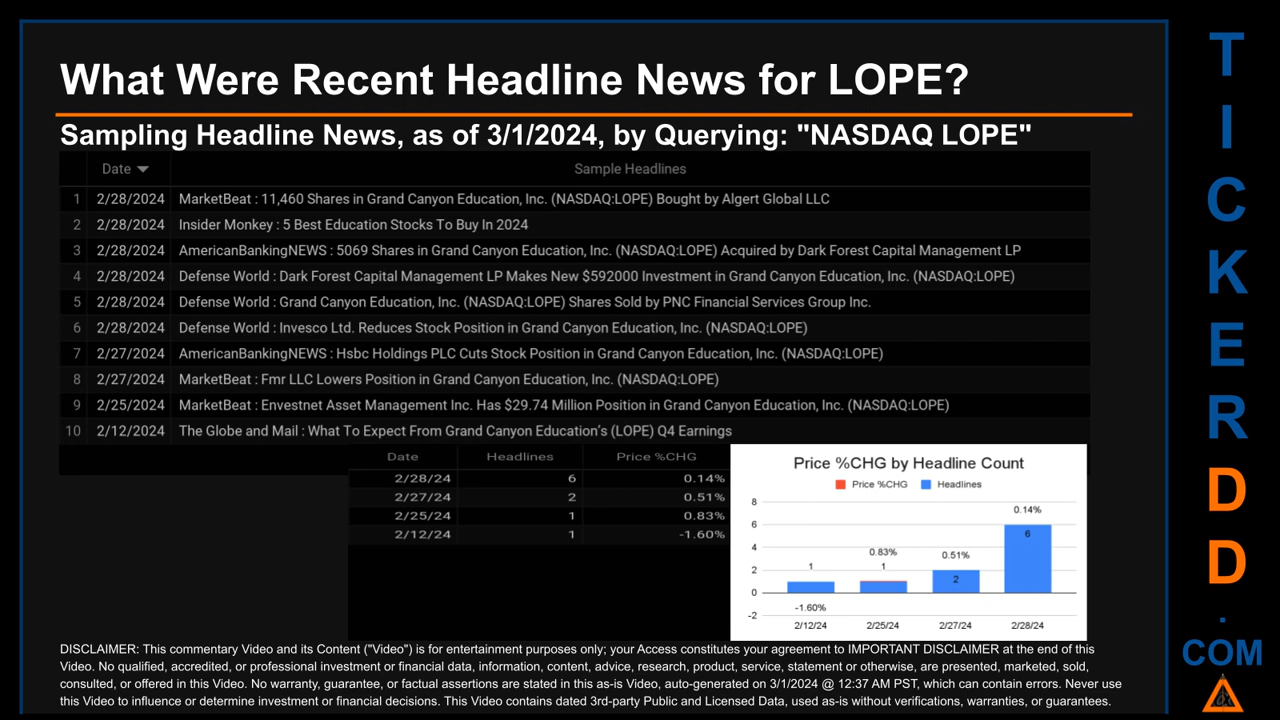 What Were Recent Headline News for LOPE?
Sampling Headline News, as of 3/1/2024, by Querying: "NASDAQ LOPE"
Date Sample Headlines
1 2/28/2024 MarketBeat : 11,460 Shares in Grand Canyon Education, Inc. (NASDAQ:LOPE) Bought by Algert Global LLC
2 2/28/2024 Insider Monkey : 5 Best Education Stocks To Buy In 2024
3 2/28/2024 AmericanBankingNEWS : 5069 Shares in Grand Canyon Education, Inc. (NASDAQ:LOPE) Acquired by Dark Forest Capital Management LP
4 2/28/2024 Defense World : Dark Forest Capital Management LP Makes New $592000 Investment in Grand Canyon Education, Inc. (NASDAQ:LOPE)
5 2/28/2024 Defense World : Grand Canyon Education, Inc. (NASDAQ:LOPE) Shares Sold by PNC Financial Services Group Inc.
6 2/28/2024 Defense World : Invesco Ltd. Reduces Stock Position in Grand Canyon Education, Inc. (NASDAQ:LOPE)
7 2/27/2024 AmericanBankingNEWS : Hsbc Holdings PLC Cuts Stock Position in Grand Canyon Education, Inc. (NASDAQ:LOPE)
8 2/27/2024 MarketBeat : Fmr LLC Lowers Position in Grand Canyon Education, Inc. (NASDAQ:LOPE)
9 2/25/2024 MarketBeat : Envestnet Asset Management Inc. Has $29.74 Million Position in Grand Canyon Education, Inc. (NASDAQ:LOPE)
10 2/12/2024 The Globe and Mail : What To Expect From Grand Canyon Education's (LOPE) Q4 Earnings
Date Headlines Price %CHG
2/28/24 6 0.14%
2/27/24 2 0.51%
2/25/24 1 0.83%
2/12/24 1 -1.60%
Price %CHG by Headline Count
Price %CHG Headlines
8
6
4
2
0
-2
1
-1.60%
0.83%
1
0.51%
2
0.14%
6
2/12/24 2/25/24 2/27/24 2/28/24
DISCLAIMER: This commentary Video and its Content ("Video") is for entertainment purposes only; your Access constitutes your agreement to IMPORTANT DISCLAIMER at the end of this
Video. No qualified, accredited, or professional investment or financial data, information, content, advice, research, product, service, statement or otherwise, are presented, marketed, sold,
consulted, or offered in this Video. No warranty, guarantee, or factual assertions are stated in this as-is Video, auto-generated on 3/1/2024 @ 12:37 AM PST, which can contain errors. Never use
this Video to influence or determine investment or financial decisions. This Video contains dated 3rd-party Public and Licensed Data, used as-is without verifications, warranties, or guarantees.
T
I
C
K
E
R
D
D
.
COM